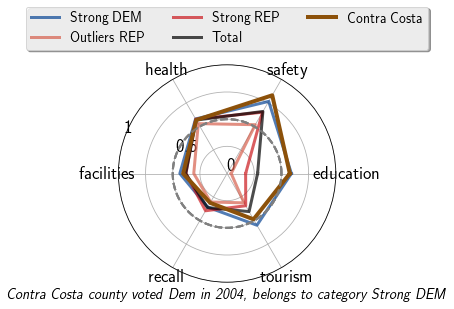 Strong DEM Strong REP Contra Costa
Outliers REP Total
health safety
1
0.5
0
facilities education
recall tourism
Contra Costa county voted Dem in 2004, belongs to category Strong DEM